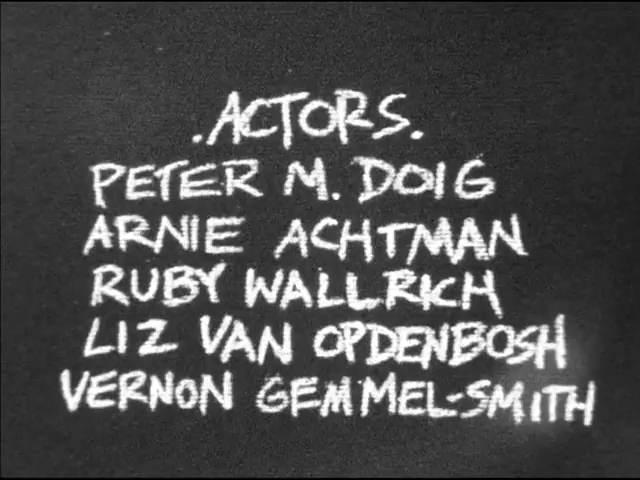 .ACTORS.
PETER M. DOIG
ARNIE ACHTMAN
RUBY WALLRICH
LIZ VAN OPDENBOSH
VERNON GEMMEL-SMITH